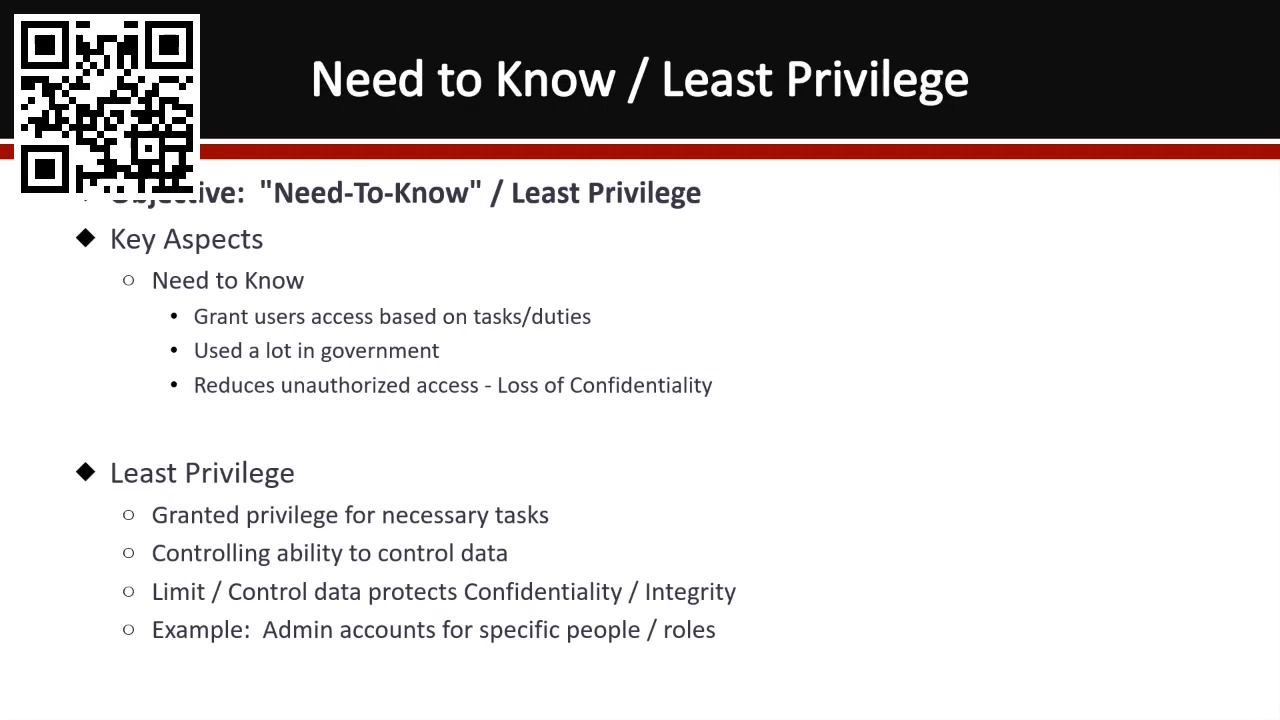 Need to Know / Least Privilege
Objective: "Need-To-Know" / Least Privilege
Key Aspects
Need to Know
Grant users access based on tasks/duties
Used a lot in government
Reduces unauthorized access - Loss of Confidentiality
Least Privilege
Granted privilege for necessary tasks
Controlling ability to control data
Limit / Control data protects Confidentiality / Integrity
Example: Admin accounts for specific people / roles